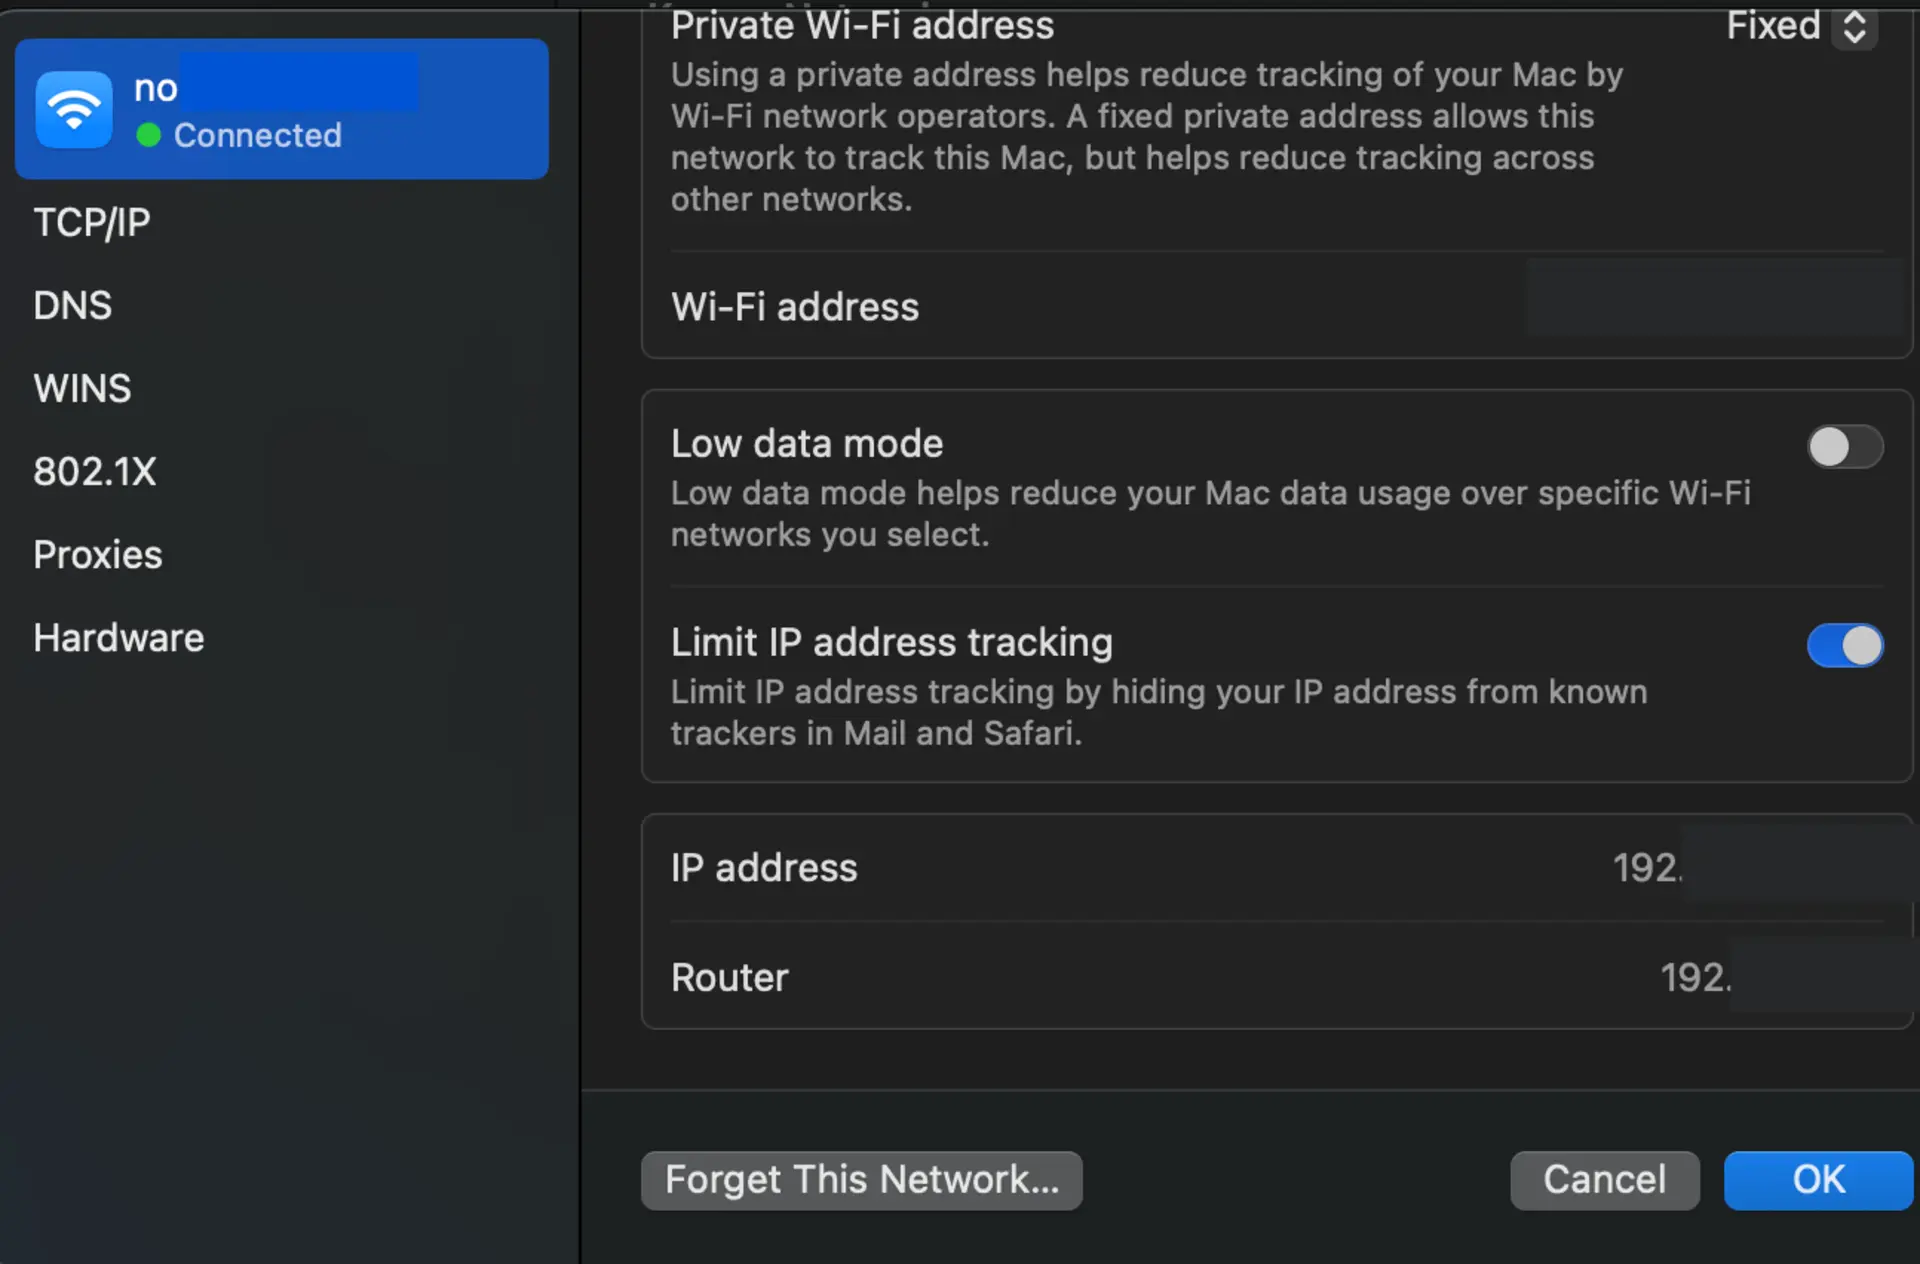 no
Connected
TCP/IP
DNS
WINS
802.1X
Proxies
Hardware
Private Wi-Fi address
Fixed
Using a private address helps reduce tracking of your Mac by
Wi-Fi network operators. A fixed private address allows this
network to track this Mac, but helps reduce tracking across
other networks.
Wi-Fi address
Low data mode
Low data mode helps reduce your Mac data usage over specific Wi-Fi
networks you select.
Limit IP address tracking
Limit IP address tracking by hiding your IP address from known
trackers in Mail and Safari.
IP address
192.
Router
192.
Forget This Network...
Cancel
OK